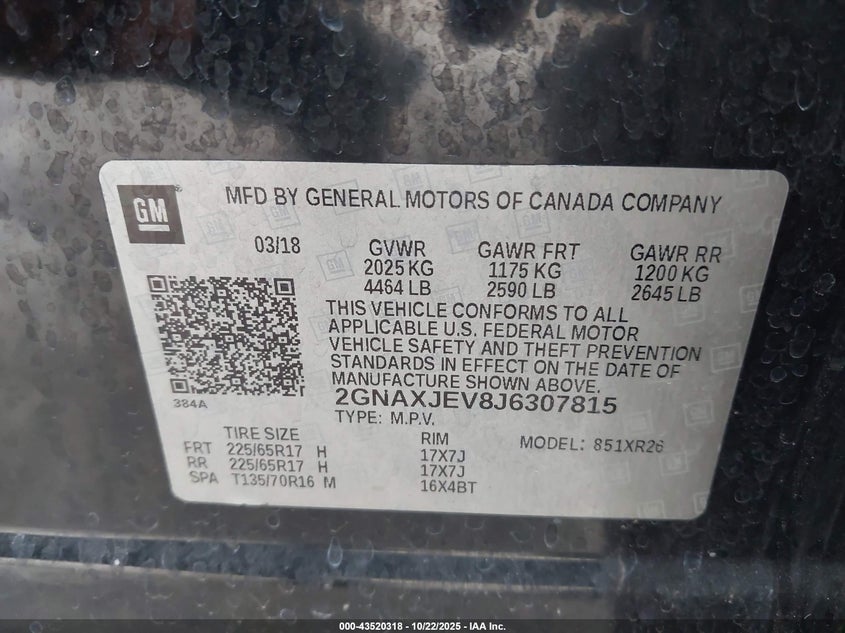 GM
MFD BY GENERAL MOTORS OF CANADA COMPANY
03/18 GVWR GAWR FRT GAWR RR
2025 KG 1175 KG 1200 KG
4464 LB 2590 LB 2645 LB
THIS VEHICLE CONFORMS TO ALL
APPLICABLE U.S. FEDERAL MOTOR
VEHICLE SAFETY AND THEFT PREVENTION
STANDARDS IN EFFECT ON THE DATE OF
MANUFACTURE SHOWN ABOVE.
384A
2GNAXJEV8J6307815
TYPE: M.P.V.
TIRE SIZE RIM MODEL: 851XR26
FRT 225/65R17 H 17X7J
RR 225/65R17 H 17X7J
SPA T135/70R16 M 16X4BT
000-43520318 - 10/22/2025 - IAA Inc.